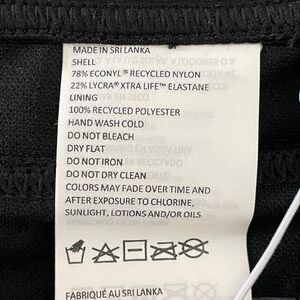 MADE IN SRI LANKA
SHELL
78% ECONYL® RECYCLED NYLON
22% LYCRA® XTRA LIFE™ ELASTANE
LINING
100% RECYCLED POLYESTER
HAND WASH COLD
DO NOT BLEACH
DRY FLAT
DO NOT IRON
DO NOT DRY CLEAN
COLORS MAY FADE OVER TIME AND
AFTER EXPOSURE TO CHLORINE,
SUNLIGHT, LOTIONS AND/OR OILS
FABRIQUÉ AU SRI LANKA